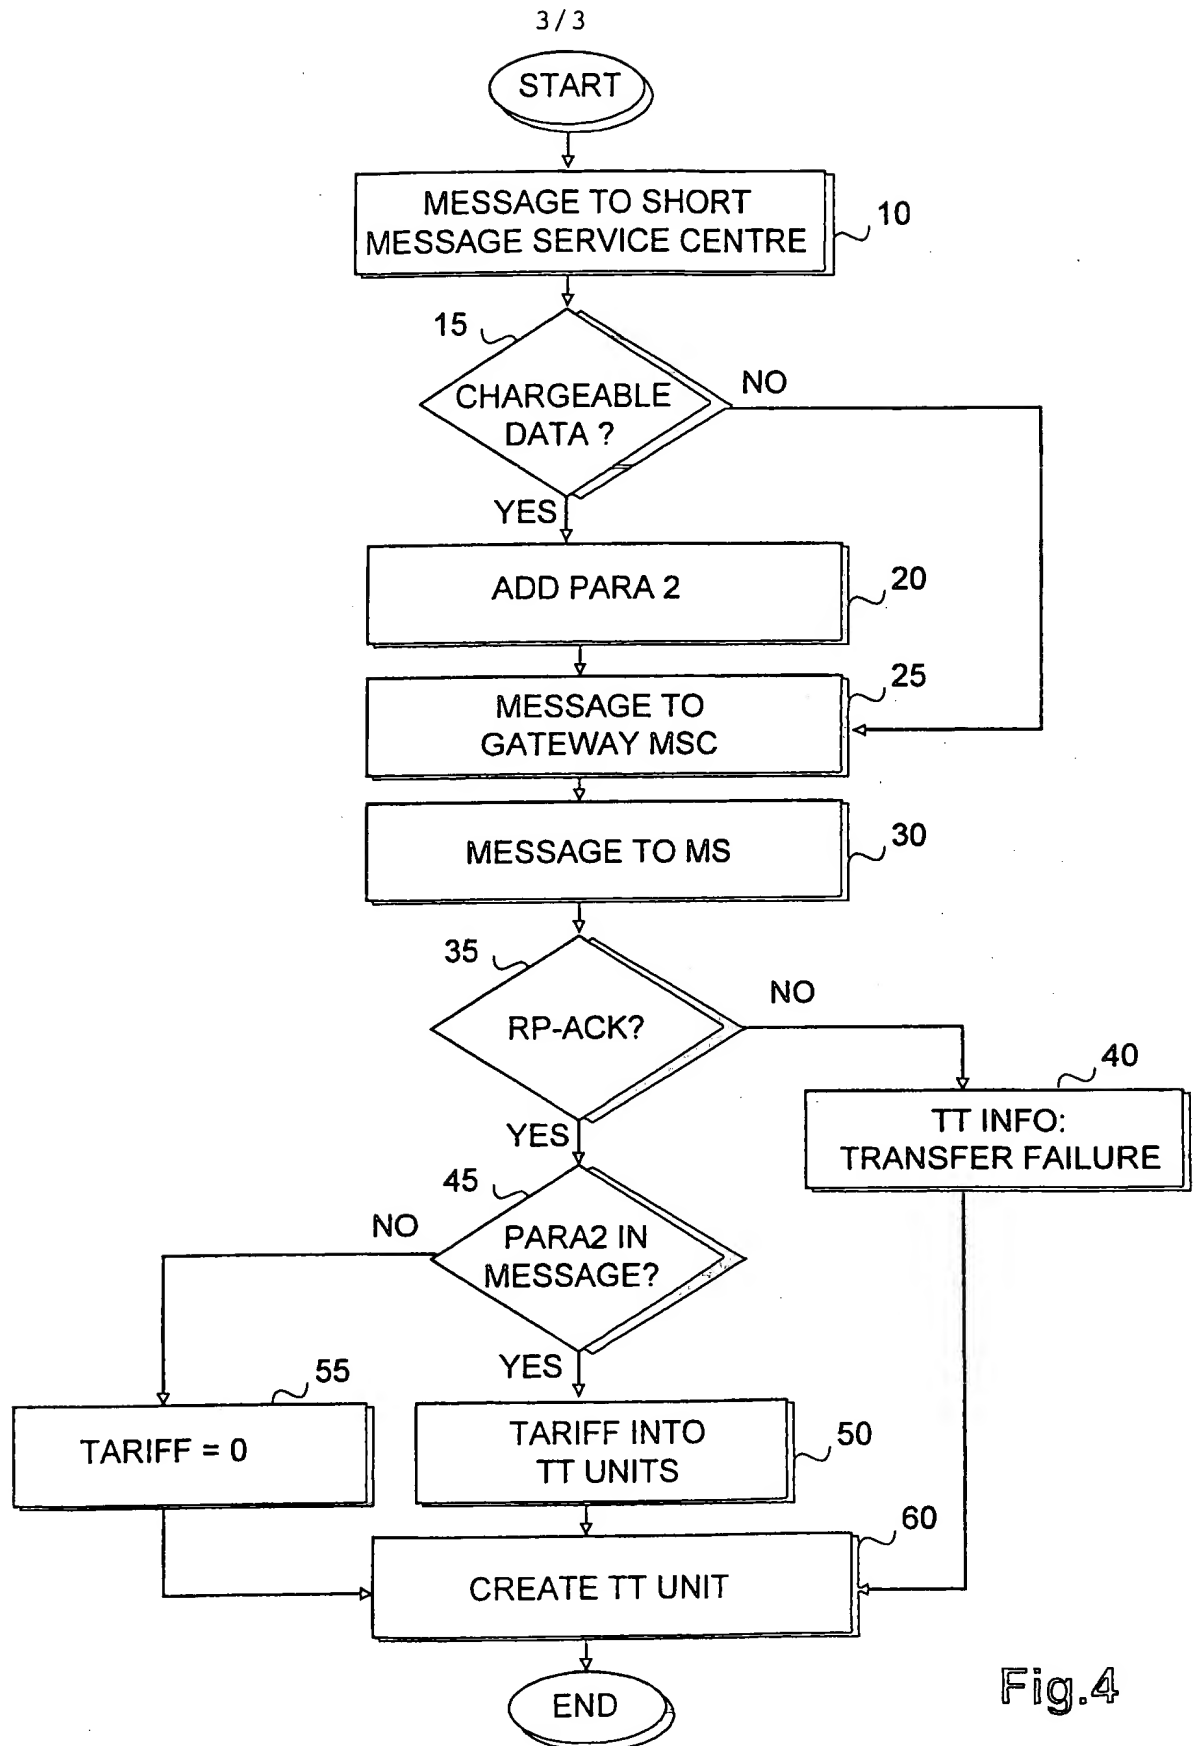 3/3
START
MESSAGE TO SHORT
MESSAGE SERVICE CENTRE
10
15
CHARGEABLE
DATA ?
NO
YES
ADD PARA 2
20
MESSAGE TO
GATEWAY MSC
25
MESSAGE TO MS
30
35
RP-ACK?
NO
YES
40
TT INFO:
TRANSFER FAILURE
45
PARA2 IN
MESSAGE?
NO
YES
55
TARIFF = 0
TARIFF INTO
TT UNITS
50
60
CREATE TT UNIT
END
Fig.4